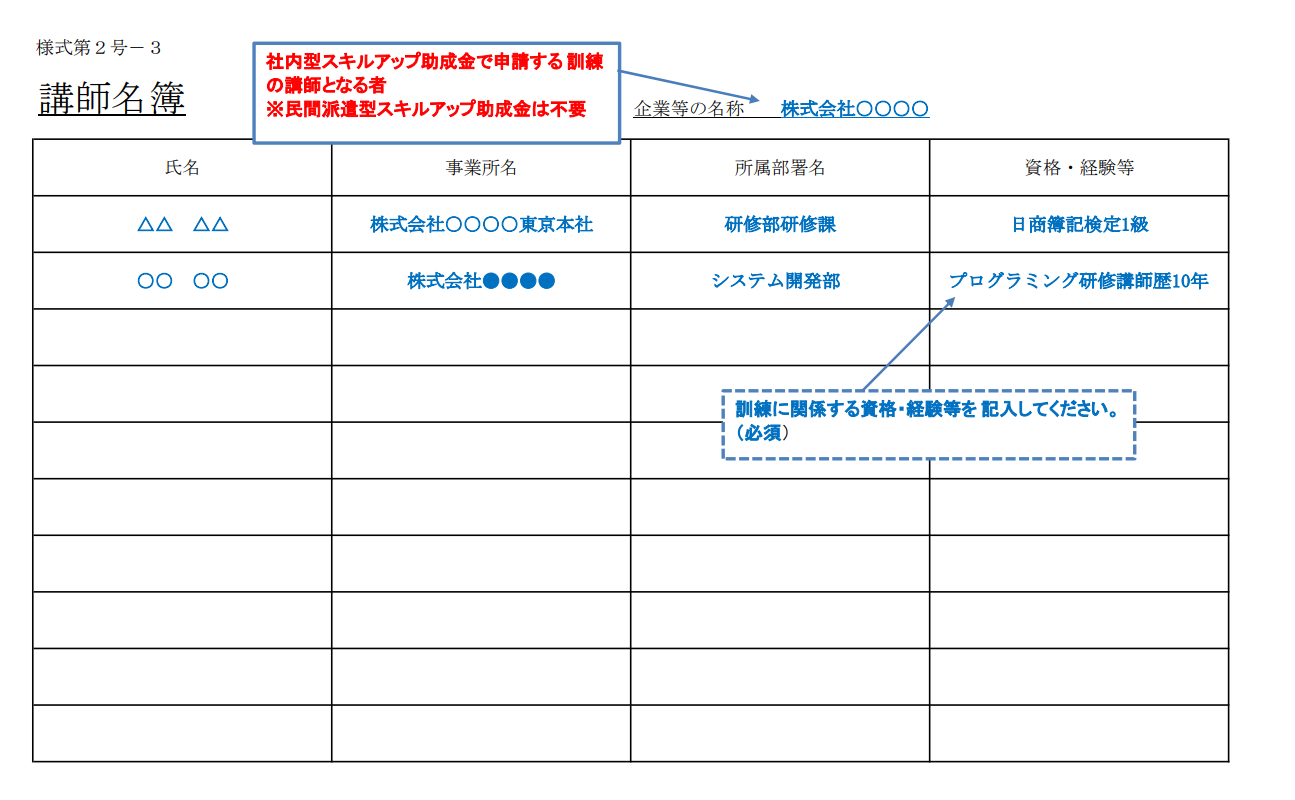 様式第２号－３
社内型スキルアップ助成金で申請する訓練
の講師となる者
※民間派遣型スキルアップ助成金は不要
講師名簿
企業等の名称　　株式会社〇〇〇〇
氏名　事業所名　所属部署名　資格・経験等
△△　△△　株式会社〇〇〇〇東京本社　研修部研修課　日商簿記検定1級
〇〇　〇〇　株式会社●●●●　システム開発部　プログラミング研修講師歴10年
訓練に関係する資格・経験等を記入してください。
（必須）